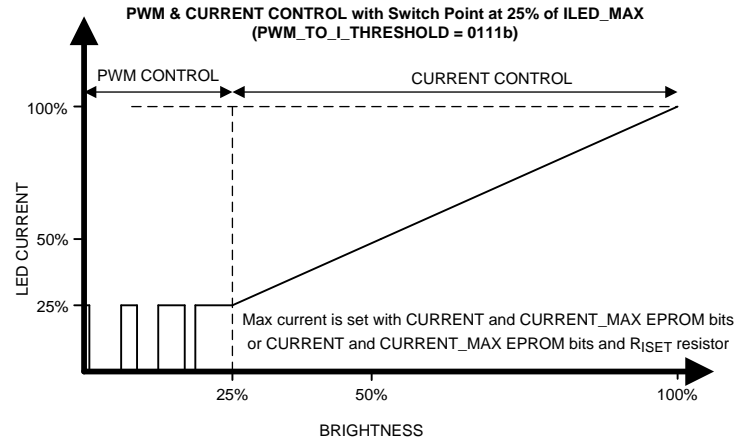 PWM & CURRENT CONTROL with Switch Point at 25% of ILED_MAX
(PWM_TO_I_THRESHOLD = 0111b)
PWM CONTROL
CURRENT CONTROL
100%
50%
25%
LED CURRENT
Max current is set with CURRENT and CURRENT_MAX EPROM bits
or CURRENT and CURRENT_MAX EPROM bits and RISET resistor
25%
50%
100%
BRIGHTNESS